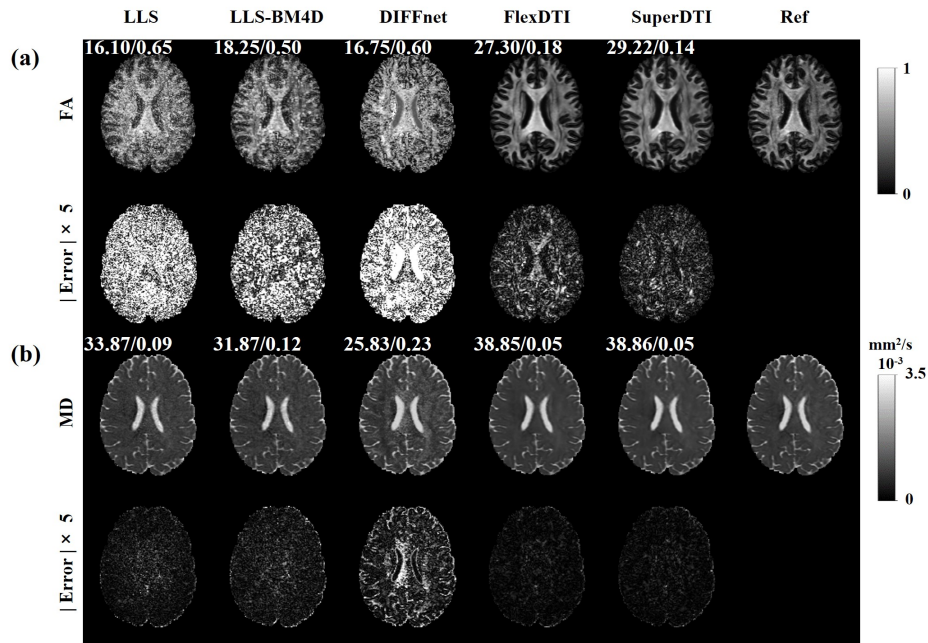 LLS LLS-BM4D DIFFnet FlexDTI SuperDTI Ref
(a)
16.10/0.65 18.25/0.50 16.75/0.60 27.30/0.18 29.22/0.14
FA
1
0
| Error | × 5
(b)
33.87/0.09 31.87/0.12 25.83/0.23 38.85/0.05 38.86/0.05
MD
mm²/s
10⁻³ 3.5
0
| Error | × 5